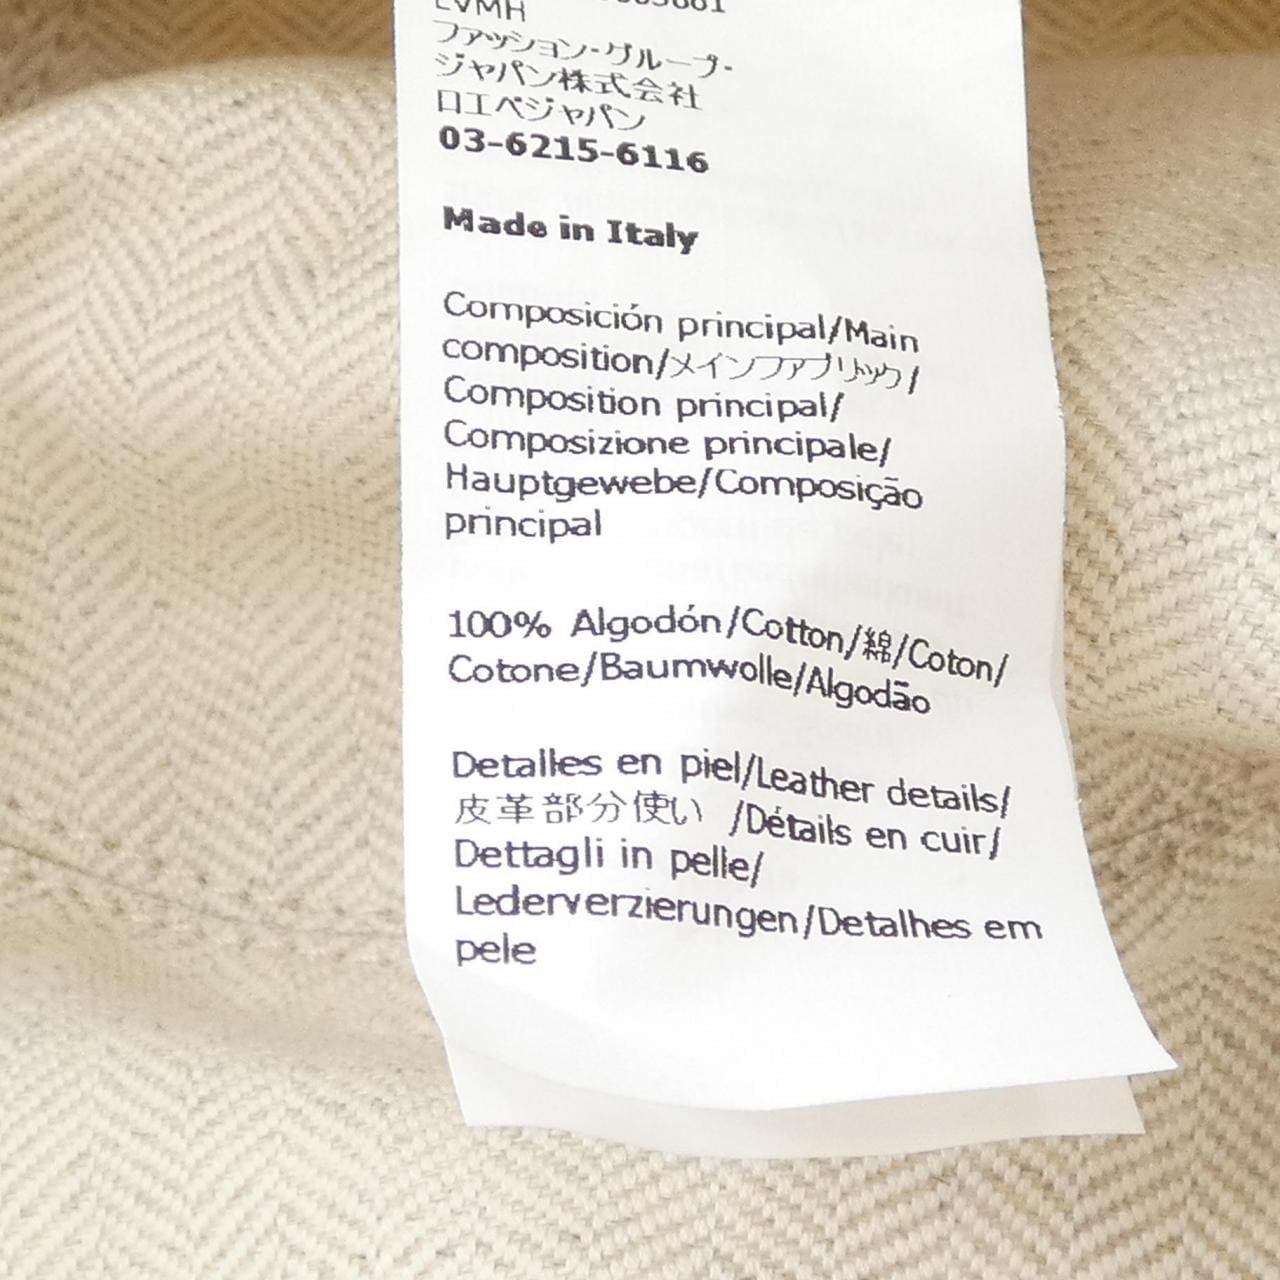 LVMH
ファッション・グループ・
ジャパン株式会社
ロエベジャパン
03-6215-6116
Made in Italy
Composición principal/Main
composition/メインファブリック/
Composition principal/
Composizione principale/
Hauptgewebe/Composição
principal
100% Algodón/Cotton/綿/Coton/
Cotone/Baumwolle/Algodão
Detalles en piel/Leather details/
皮革部分使い /Détails en cuir/
Dettagli in pelle/
Lederverzierungen/Detalhes em
pele